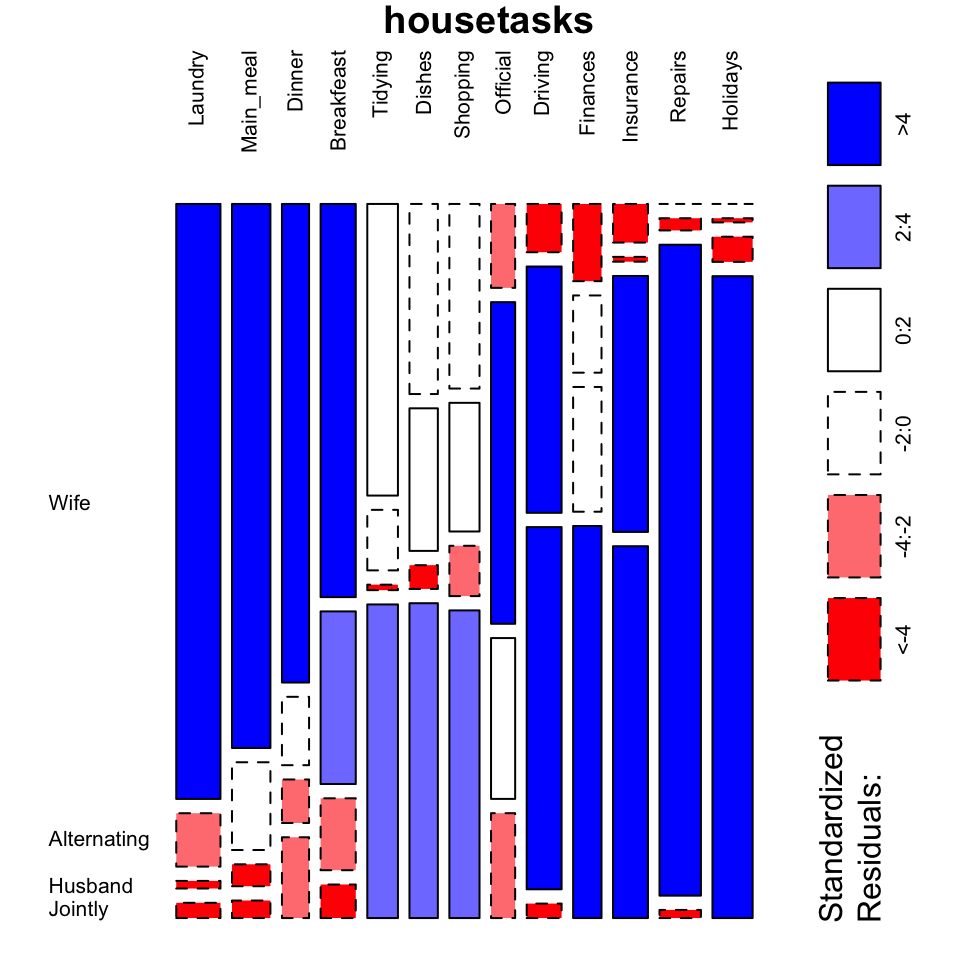 housetasks
Laundry
Main_meal
Dinner
Breakfeast
Tidying
Dishes
Shopping
Official
Driving
Finances
Insurance
Repairs
Holidays
Wife
Alternating
Husband
Jointly
>4
2:4
0:2
-2:0
-4:-2
<-4
Standardized
Residuals: